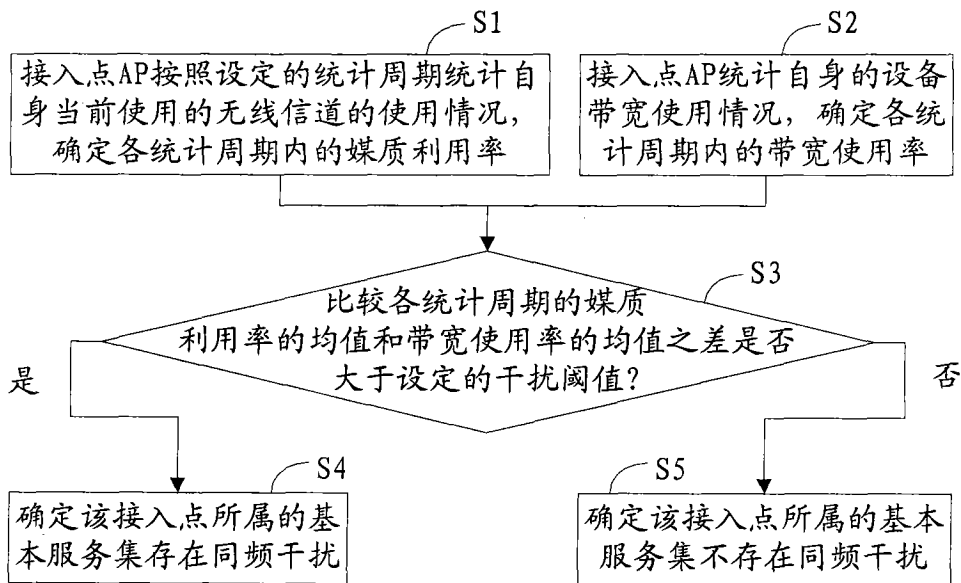 S1
接入点AP按照设定的统计周期统计自
身当前使用的无线信道的使用情况，
确定各统计周期内的媒质利用率
S2
接入点AP统计自身的设备
带宽使用情况，确定各统
计周期内的带宽使用率
S3
比较各统计周期的媒质
利用率的均值和带宽使用率的均值之差是否
大于设定的干扰阈值？
是
否
S4
确定该接入点所属的基
本服务集存在同频干扰
S5
确定该接入点所属的基本
服务集不存在同频干扰